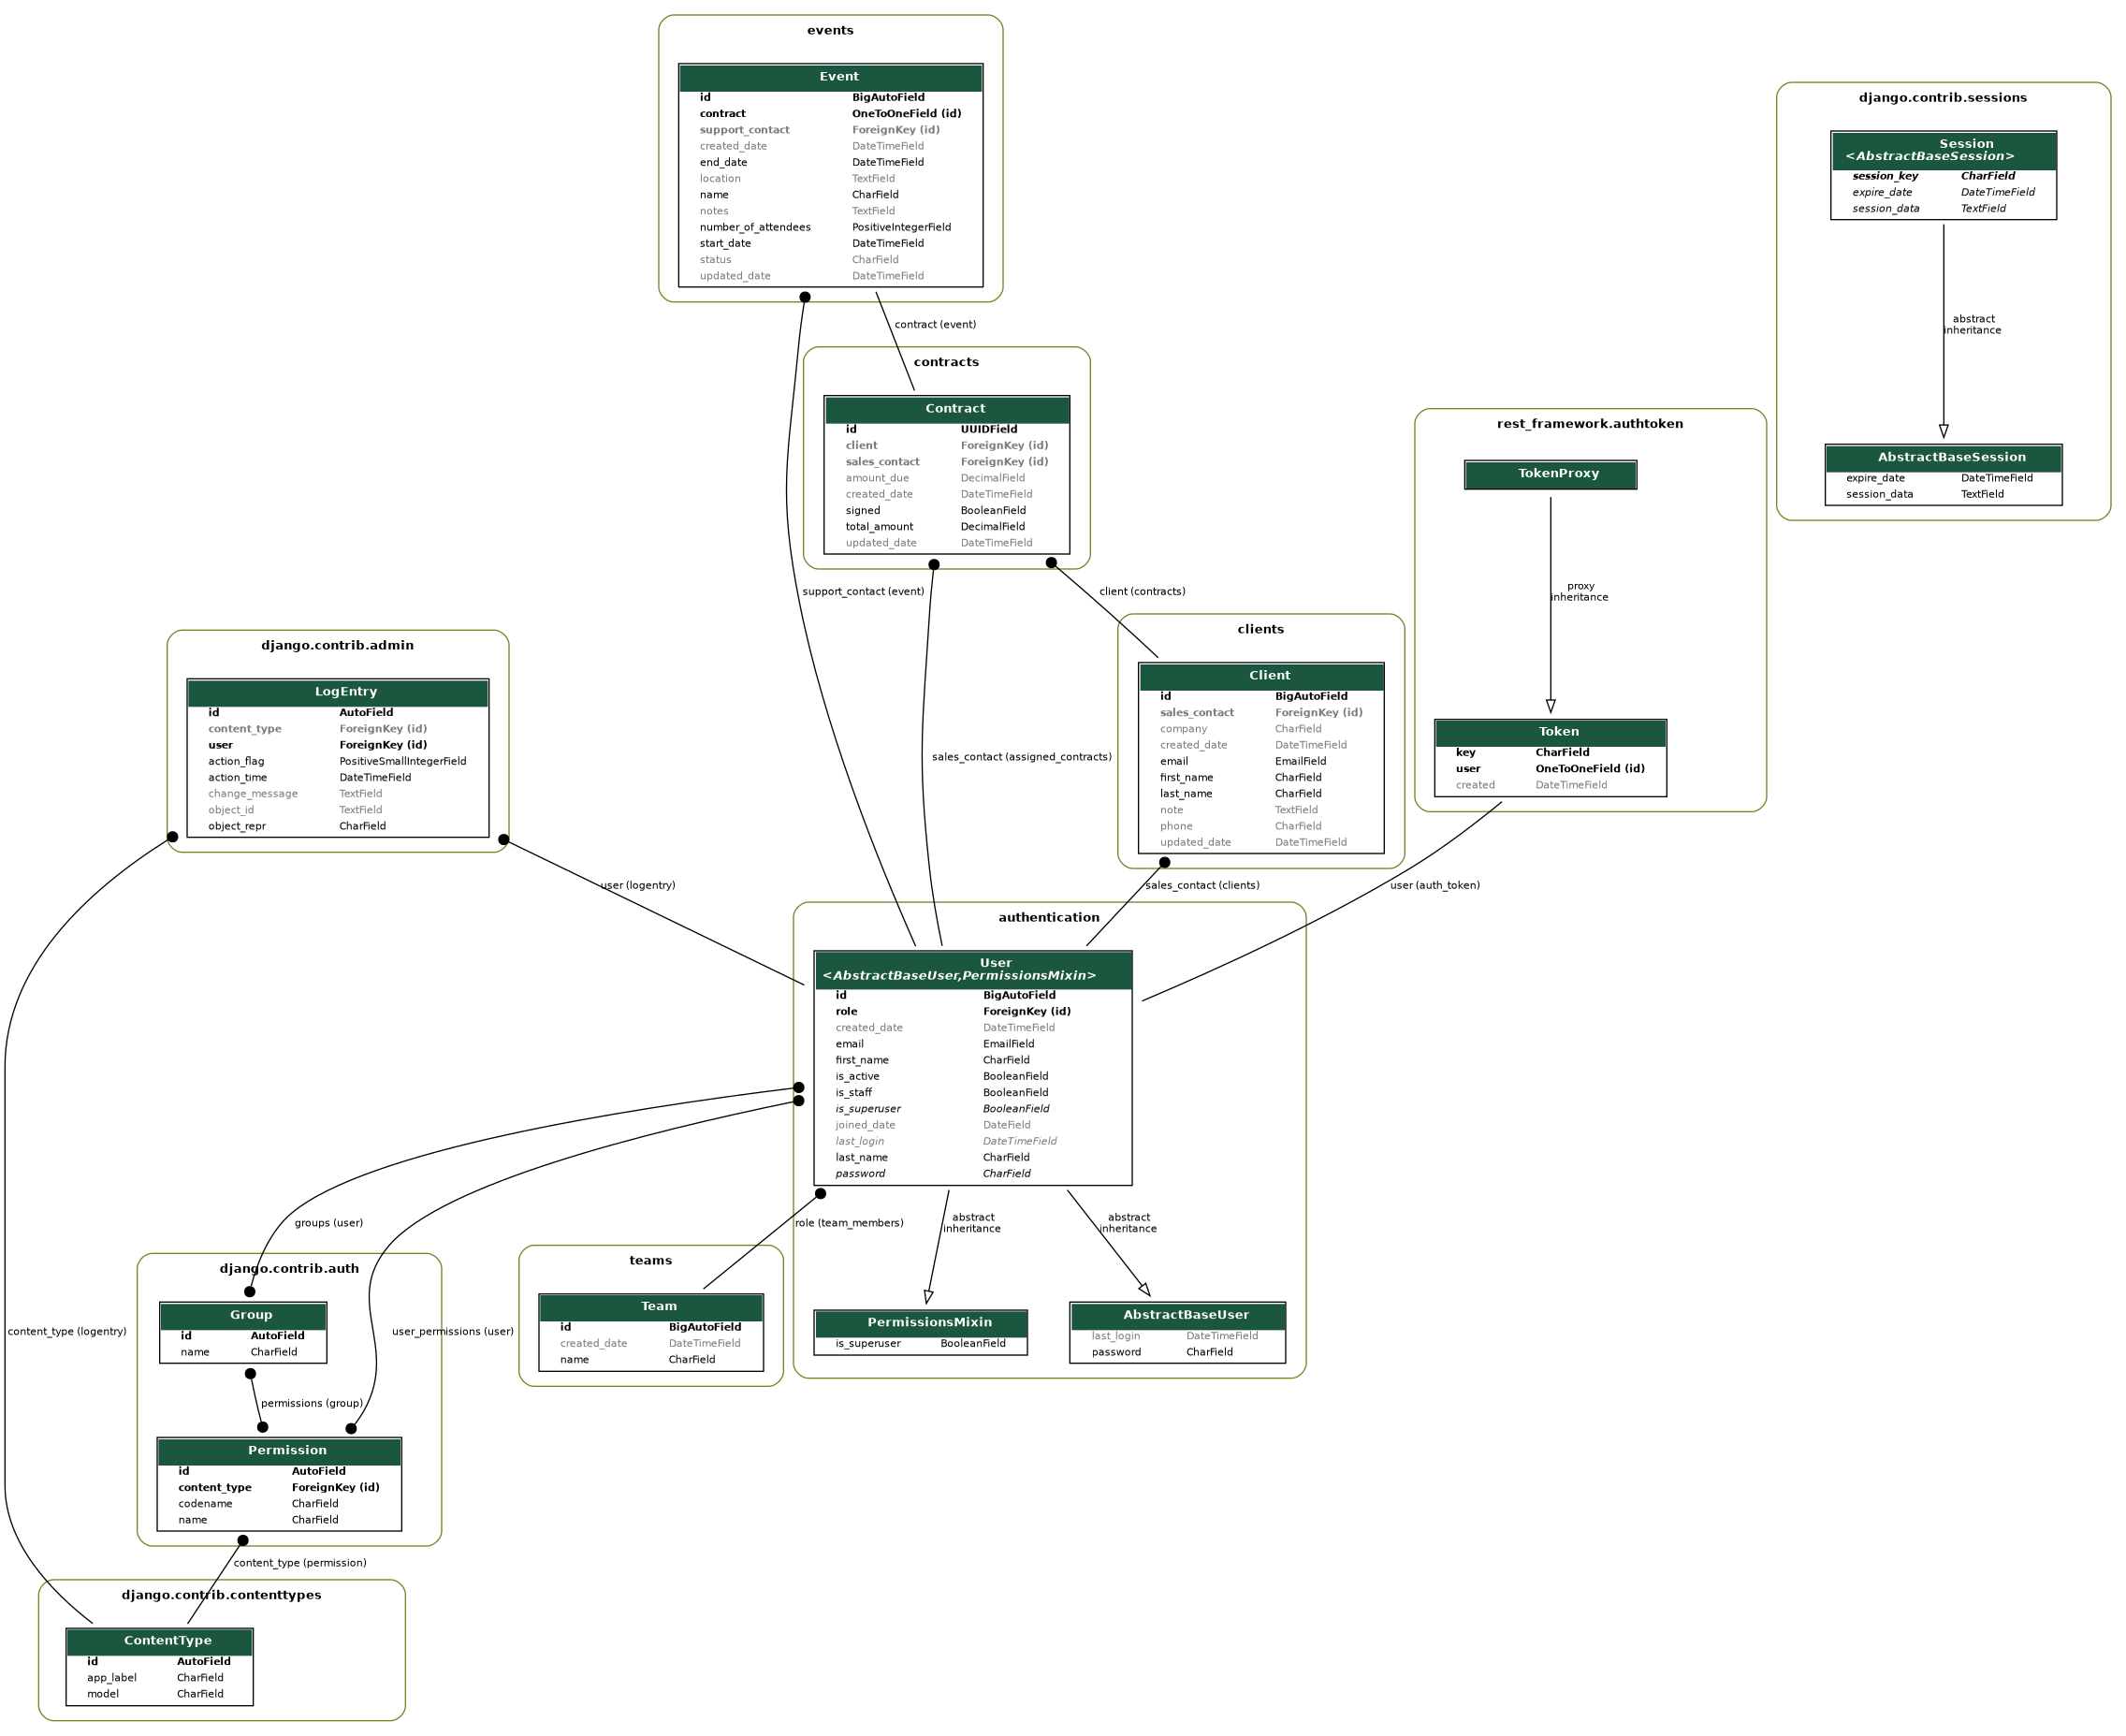 events
Event
id BigAutoField
contract OneToOneField (id)
support_contact ForeignKey (id)
created_date DateTimeField
end_date DateTimeField
location TextField
name CharField
notes TextField
number_of_attendees PositiveIntegerField
start_date DateTimeField
status CharField
updated_date DateTimeField
contract (event)
django.contrib.sessions
Session
<AbstractBaseSession>
session_key CharField
expire_date DateTimeField
session_data TextField
abstract
inheritance
AbstractBaseSession
expire_date DateTimeField
session_data TextField
contracts
Contract
id UUIDField
client ForeignKey (id)
sales_contact ForeignKey (id)
amount_due DecimalField
created_date DateTimeField
signed BooleanField
total_amount DecimalField
updated_date DateTimeField
support_contact (event)
client (contracts)
sales_contact (assigned_contracts)
rest_framework.authtoken
TokenProxy
proxy
inheritance
Token
key CharField
user OneToOneField (id)
created DateTimeField
user (auth_token)
clients
Client
id BigAutoField
sales_contact ForeignKey (id)
company CharField
created_date DateTimeField
email EmailField
first_name CharField
last_name CharField
note TextField
phone CharField
updated_date DateTimeField
sales_contact (clients)
django.contrib.admin
LogEntry
id AutoField
content_type ForeignKey (id)
user ForeignKey (id)
action_flag PositiveSmallIntegerField
action_time DateTimeField
change_message TextField
object_id TextField
object_repr CharField
user (logentry)
authentication
User
<AbstractBaseUser,PermissionsMixin>
id BigAutoField
role ForeignKey (id)
created_date DateTimeField
email EmailField
first_name CharField
is_active BooleanField
is_staff BooleanField
is_superuser BooleanField
joined_date DateField
last_login DateTimeField
last_name CharField
password CharField
groups (user)
role (team_members)
abstract
inheritance
abstract
inheritance
PermissionsMixin
is_superuser BooleanField
AbstractBaseUser
last_login DateTimeField
password CharField
teams
Team
id BigAutoField
created_date DateTimeField
name CharField
django.contrib.auth
Group
id AutoField
name CharField
content_type (logentry)
user_permissions (user)
permissions (group)
Permission
id AutoField
content_type ForeignKey (id)
codename CharField
name CharField
content_type (permission)
django.contrib.contenttypes
ContentType
id AutoField
app_label CharField
model CharField